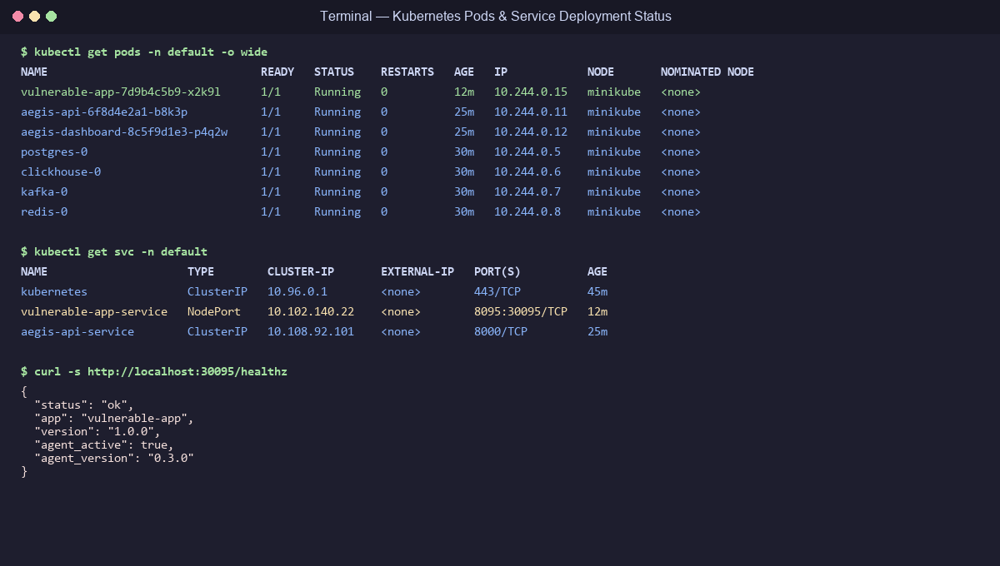 Terminal — Kubernetes Pods & Service Deployment Status
$ kubectl get pods -n default -o wide
NAME READY STATUS RESTARTS AGE IP NODE NOMINATED NODE
vulnerable-app-7d9b4c5b9-x2k9l 1/1 Running 0 12m 10.244.0.15 minikube <none>
aegis-api-6f8d4e2a1-b8k3p 1/1 Running 0 25m 10.244.0.11 minikube <none>
aegis-dashboard-8c5f9d1e3-p4q2w 1/1 Running 0 25m 10.244.0.12 minikube <none>
postgres-0 1/1 Running 0 30m 10.244.0.5 minikube <none>
clickhouse-0 1/1 Running 0 30m 10.244.0.6 minikube <none>
kafka-0 1/1 Running 0 30m 10.244.0.7 minikube <none>
redis-0 1/1 Running 0 30m 10.244.0.8 minikube <none>
$ kubectl get svc -n default
NAME TYPE CLUSTER-IP EXTERNAL-IP PORT(S) AGE
kubernetes ClusterIP 10.96.0.1 <none> 443/TCP 45m
vulnerable-app-service NodePort 10.102.140.22 <none> 8095:30095/TCP 12m
aegis-api-service ClusterIP 10.108.92.101 <none> 8000/TCP 25m
$ curl -s http://localhost:30095/healthz
{
"status": "ok",
"app": "vulnerable-app",
"version": "1.0.0",
"agent_active": true,
"agent_version": "0.3.0"
}